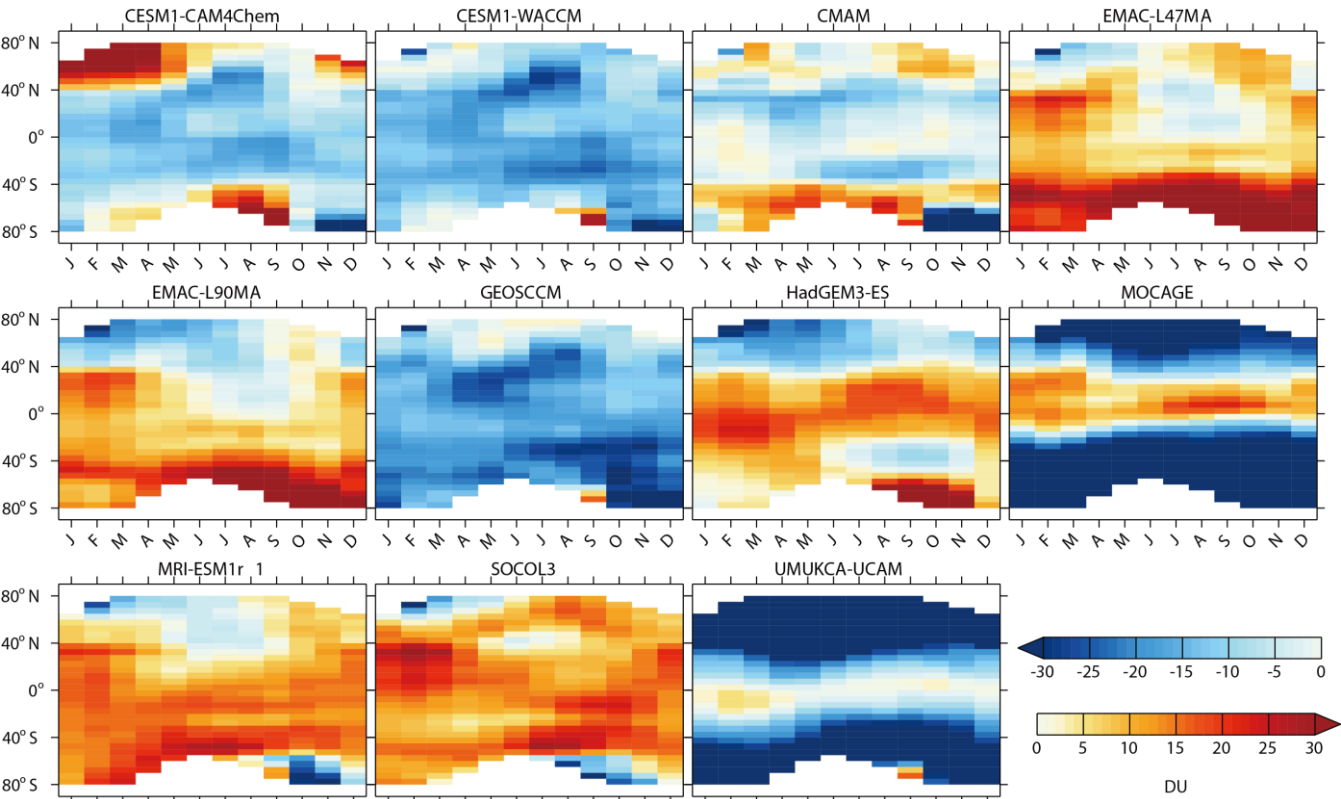 CESM1-CAM4Chem CESM1-WACCM CMAM EMAC-L47MA
80° N
40° N
0°
40° S
80° S
J F M A M J J A S O N D J F M A M J J A S O N D J F M A M J J A S O N D J F M A M J J A S O N D
EMAC-L90MA GEOSCCM HadGEM3-ES MOCAGE
80° N
40° N
0°
40° S
80° S
J F M A M J J A S O N D J F M A M J J A S O N D J F M A M J J A S O N D J F M A M J J A S O N D
MRI-ESM1r 1 SOCOL3 UMUKCA-UCAM
80° N
40° N
0°
40° S
80° S
-30 -25 -20 -15 -10 -5 0
0 5 10 15 20 25 30
DU